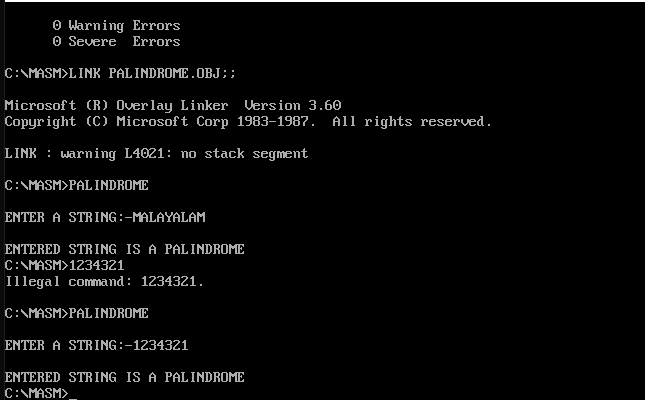 0 Warning Errors
0 Severe  Errors
C:\MASM>LINK PALINDROME.OBJ;;
Microsoft (R) Overlay Linker  Version 3.60
Copyright (C) Microsoft Corp 1983-1987.  All rights reserved.
LINK : warning L4021: no stack segment
C:\MASM>PALINDROME
ENTER A STRING:-MALAYALAM
ENTERED STRING IS A PALINDROME
C:\MASM>1234321
Illegal command: 1234321.
C:\MASM>PALINDROME
ENTER A STRING:-1234321
ENTERED STRING IS A PALINDROME
C:\MASM>_